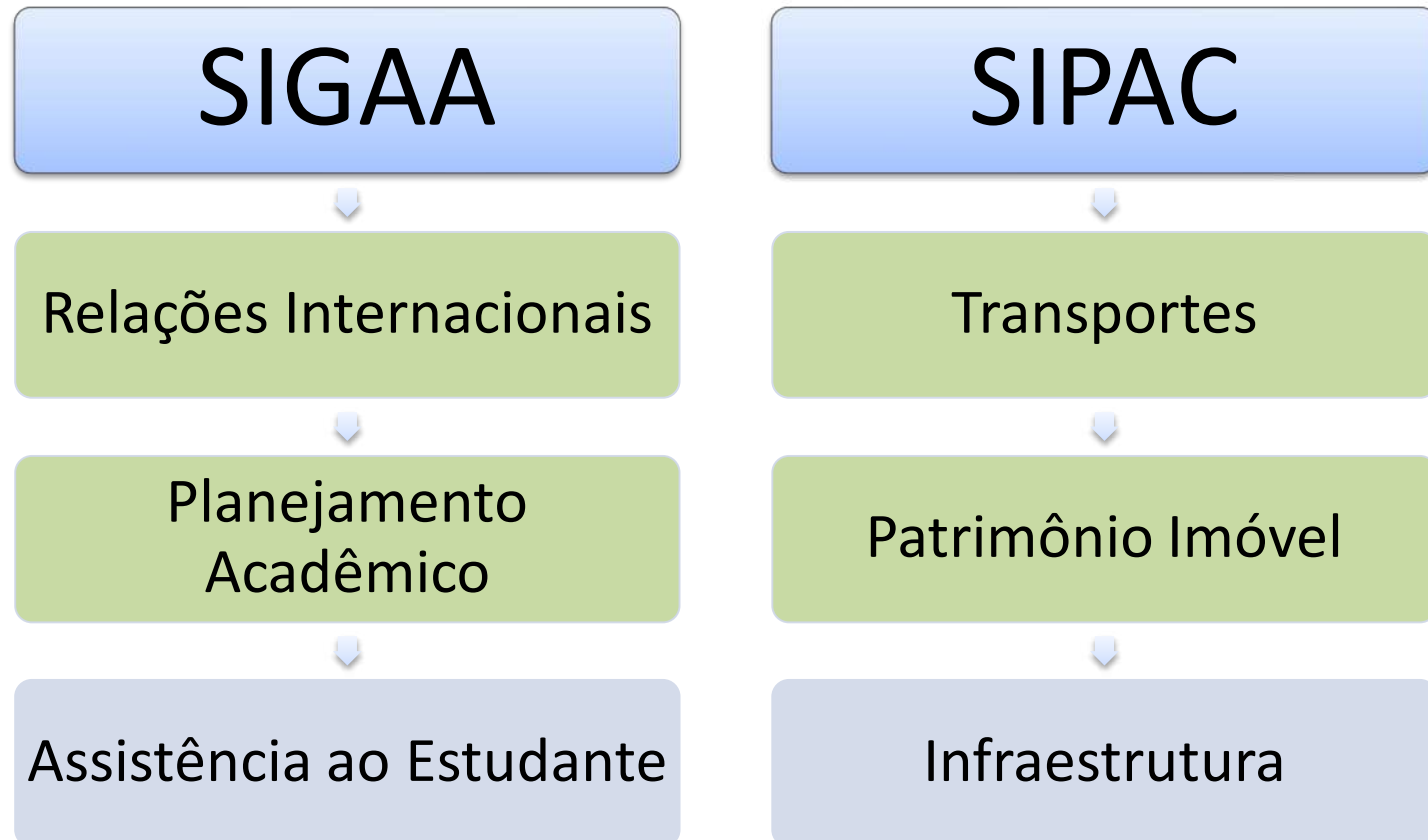 SIGAA
Relações Internacionais
Planejamento
Acadêmico
Assistência ao Estudante
SIPAC
Transportes
Patrimônio Imóvel
Infraestrutura